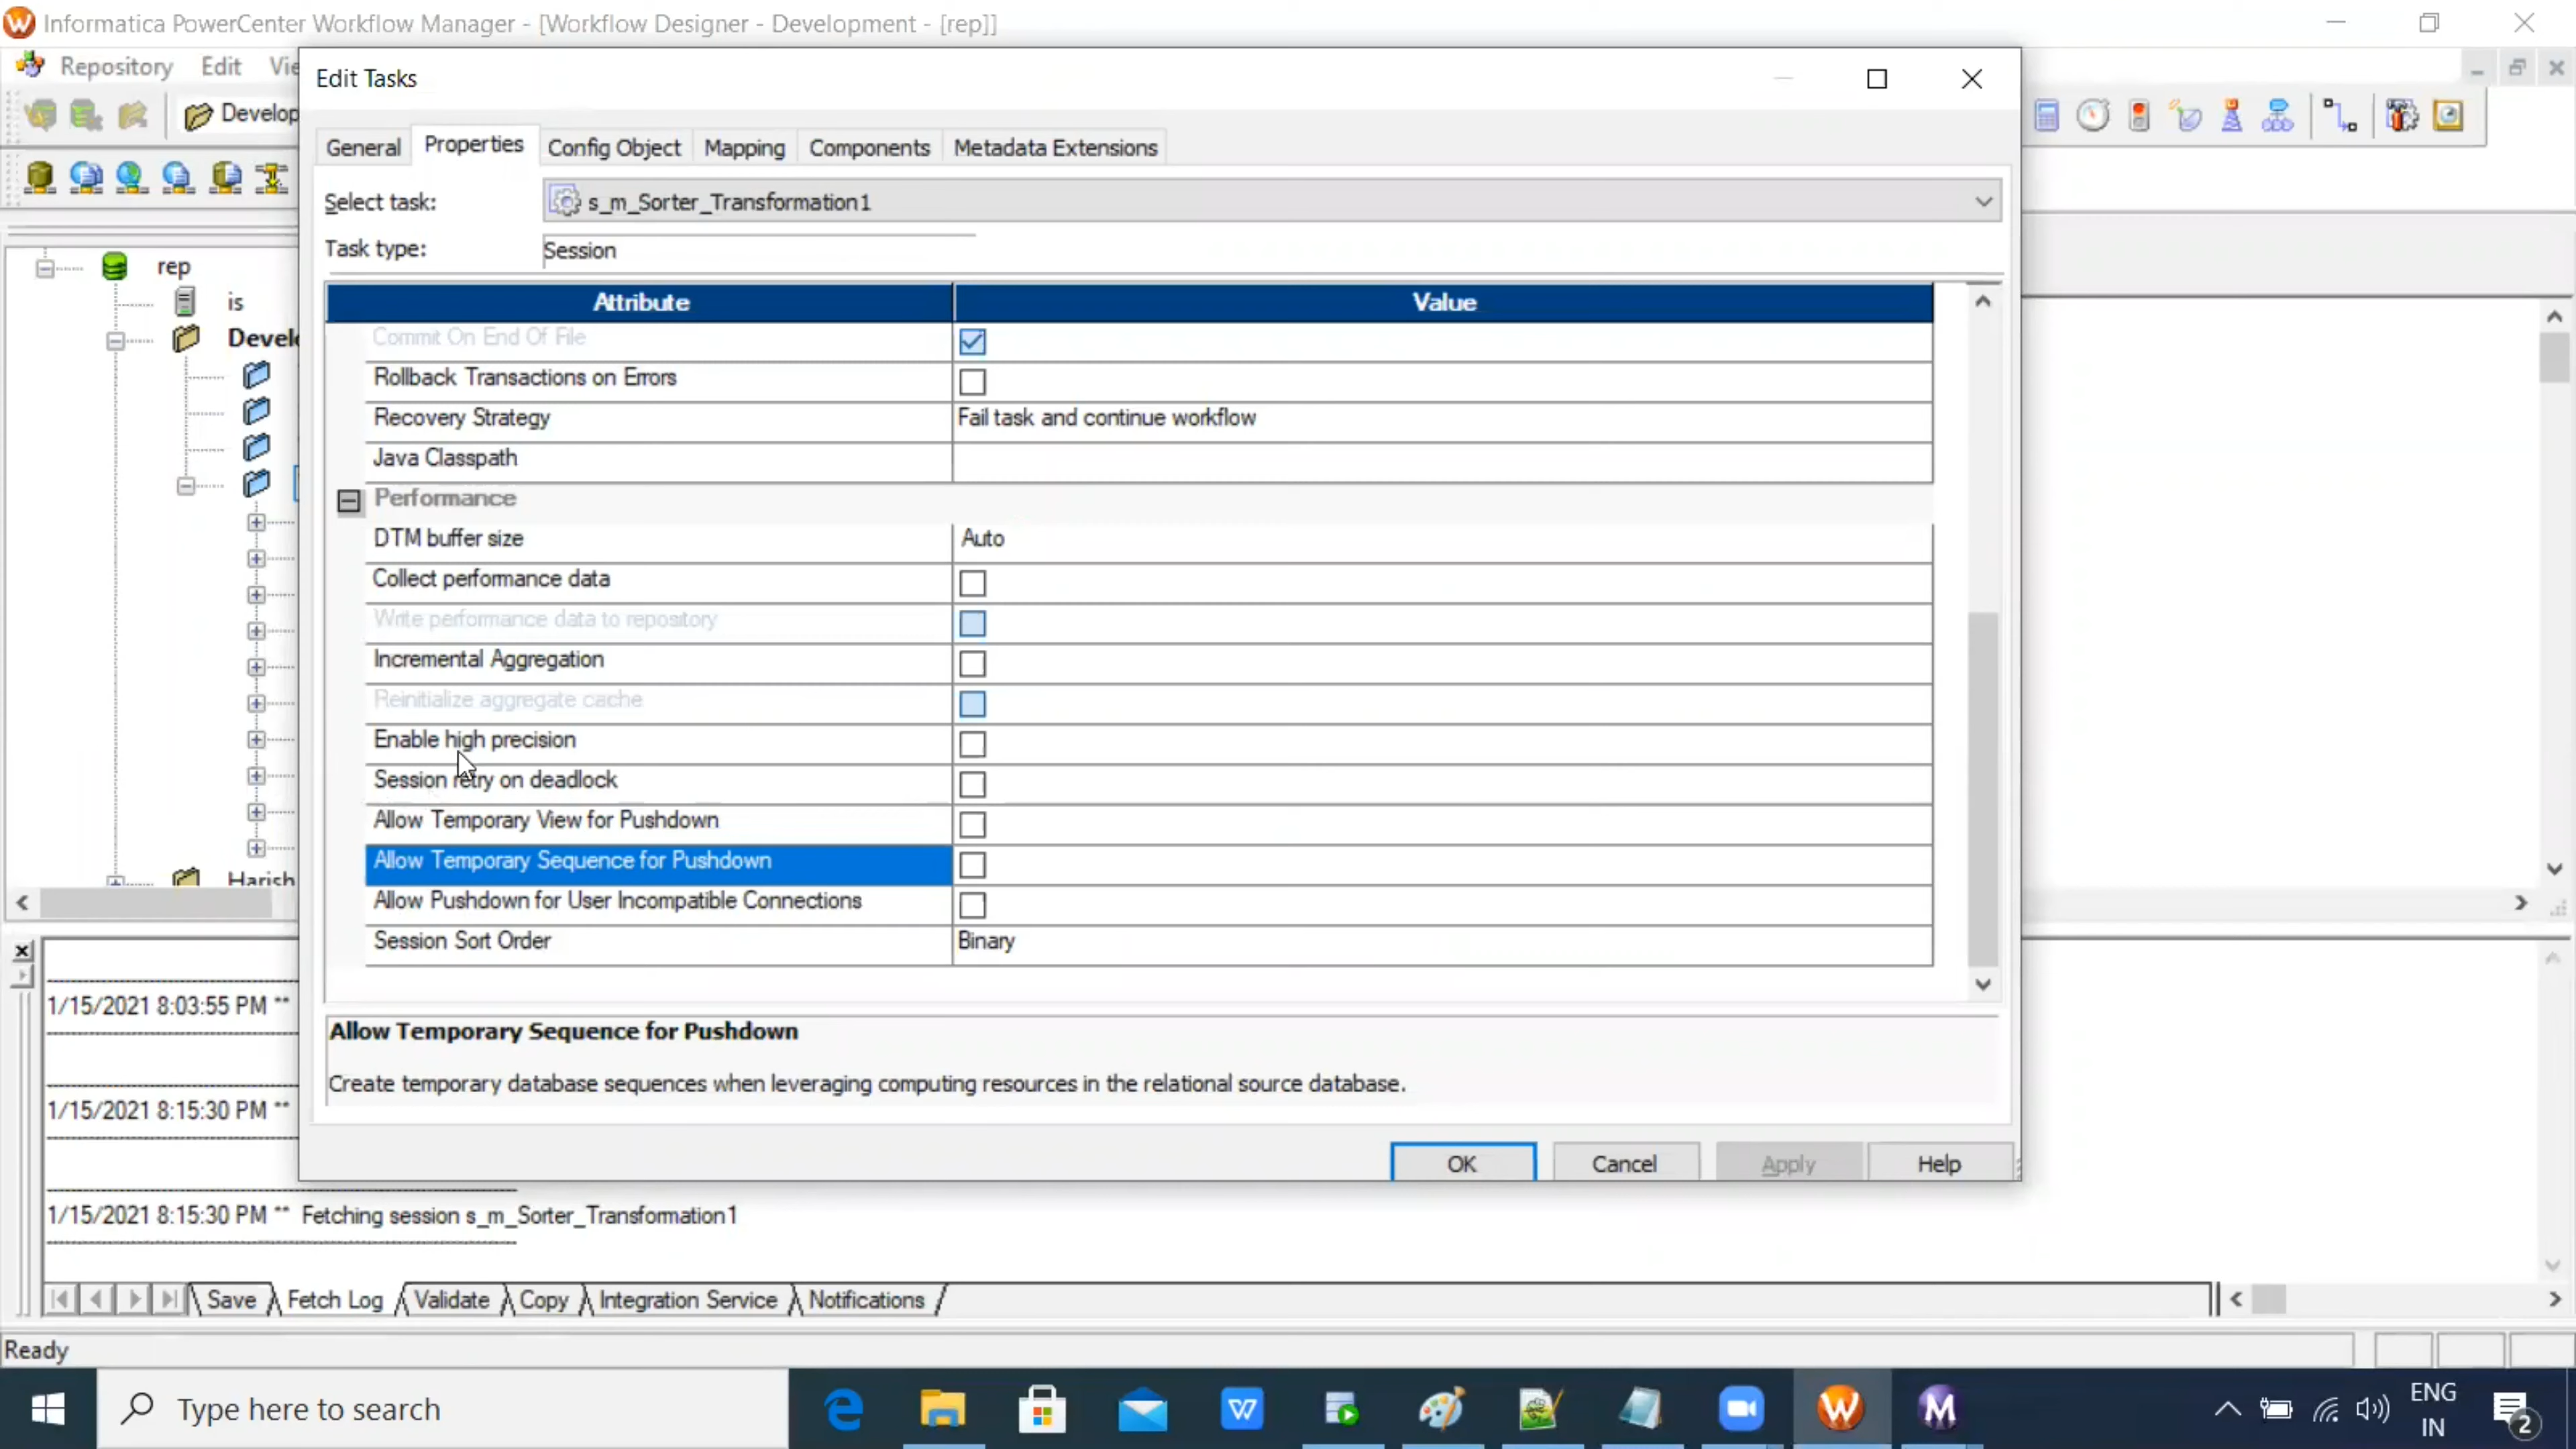 Informatica PowerCenter Workflow Manager - [Workflow Designer - Development - [rep]]
Repository Edit
Edit Tasks
Develop
General Properties Config Object Mapping Components Metadata Extensions
Select task: s_m_Sorter_Transformation1
Task type: Session
rep
is
Attribute Value
Commit On End Of File
Rollback Transactions on Errors
Recovery Strategy Fail task and continue workflow
Java Classpath
Performance
DTM buffer size Auto
Collect performance data
Write performance data to repository
Incremental Aggregation
Reinitialize aggregate cache
Enable high precision
Session retry on deadlock
Allow Temporary View for Pushdown
Allow Temporary Sequence for Pushdown
Allow Pushdown for User Incompatible Connections
Session Sort Order Binary
Harish
Allow Temporary Sequence for Pushdown
Create temporary database sequences when leveraging computing resources in the relational source database.
OK Cancel Apply Help
1/15/2021 8:03:55 PM **
1/15/2021 8:15:30 PM **
1/15/2021 8:15:30 PM ** Fetching session s_m_Sorter_Transformation1
Save Fetch Log Validate Copy Integration Service Notifications
Ready
Type here to search
ENG
IN
2